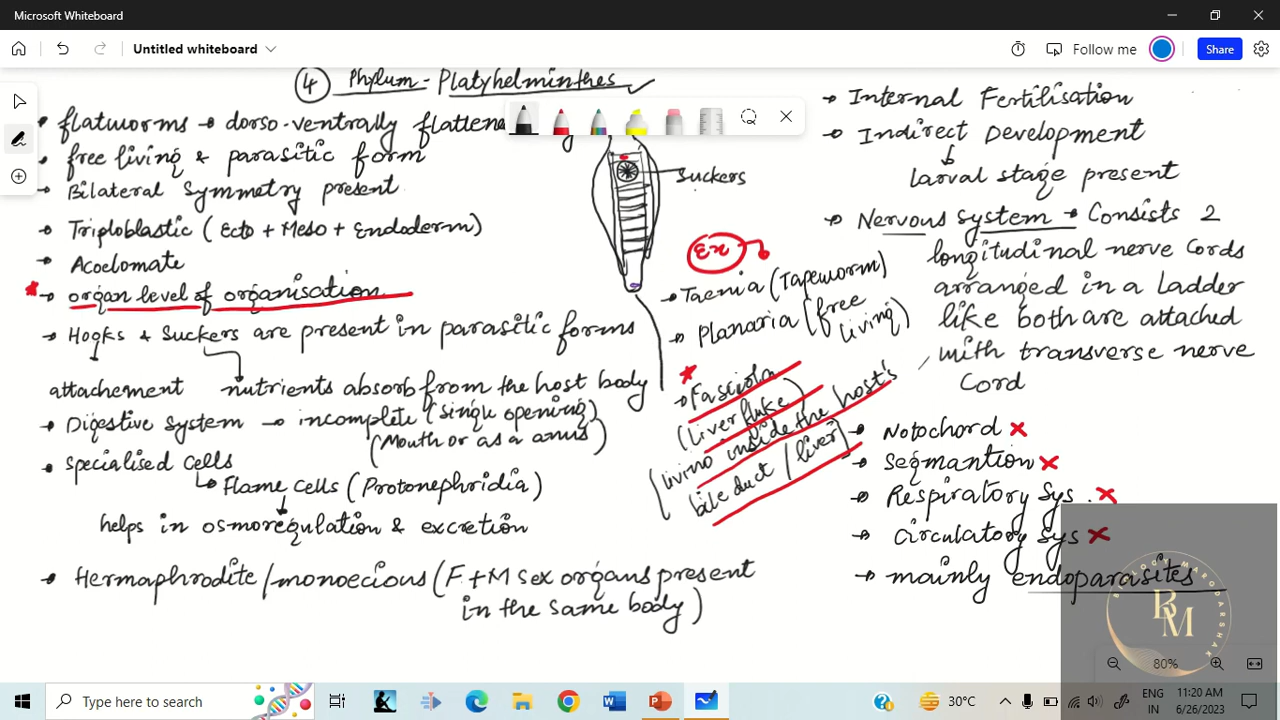 Microsoft Whiteboard
Untitled whiteboard
Follow me
Share
④ Phylum - Platyhelminthes
flatworms → dorso-ventrally flattene
free living & parasitic form
Bilateral Symmetry present
Triploblastic (Ecto + Meso + Endoderm)
Acoelomate
organ level of organisation
Hooks & Suckers are present in parasitic forms
attachement nutrients absorb from the host body
Digestive System → incomplete (single opening)
(Mouth or as a anus)
Specialised Cells
Flame cells (Protonephridia)
helps in osmoregulation & excretion
Hermaphrodite/monoecious (F + M sex organs present
in the same body)
Suckers
Ex
Taenia (Tapeworm)
Planaria (free
living)
Fasciola
(Liver fluke)
(living inside the host's
bile duct / liver)
Internal Fertilisation
Indirect Development
larval stage present
Nervous system → Consists 2
longitudinal nerve cords
arranged in a ladder
like both are attached
with transverse nerve
Cord
Notochord ×
Segmantion ×
Respiratory Sys. ×
Circulatory Sys ×
mainly endoparasites
BM
80%
Type here to search
30°C
ENG
IN
11:20 AM
6/26/2023